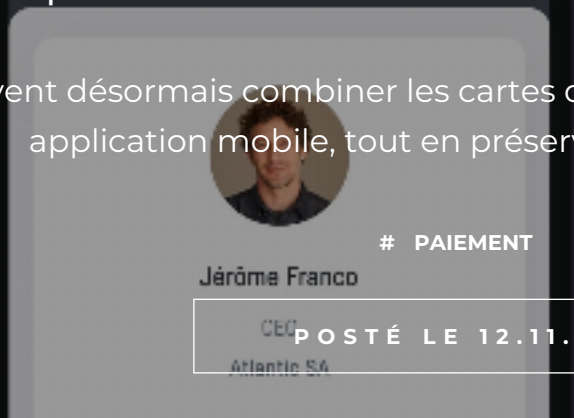 vent désormais combiner les cartes
application mobile, tout en préserv
# PAIEMENT
Jérôme Franco
CEO
POSTÉ LE 12.11.
Atlantic SA